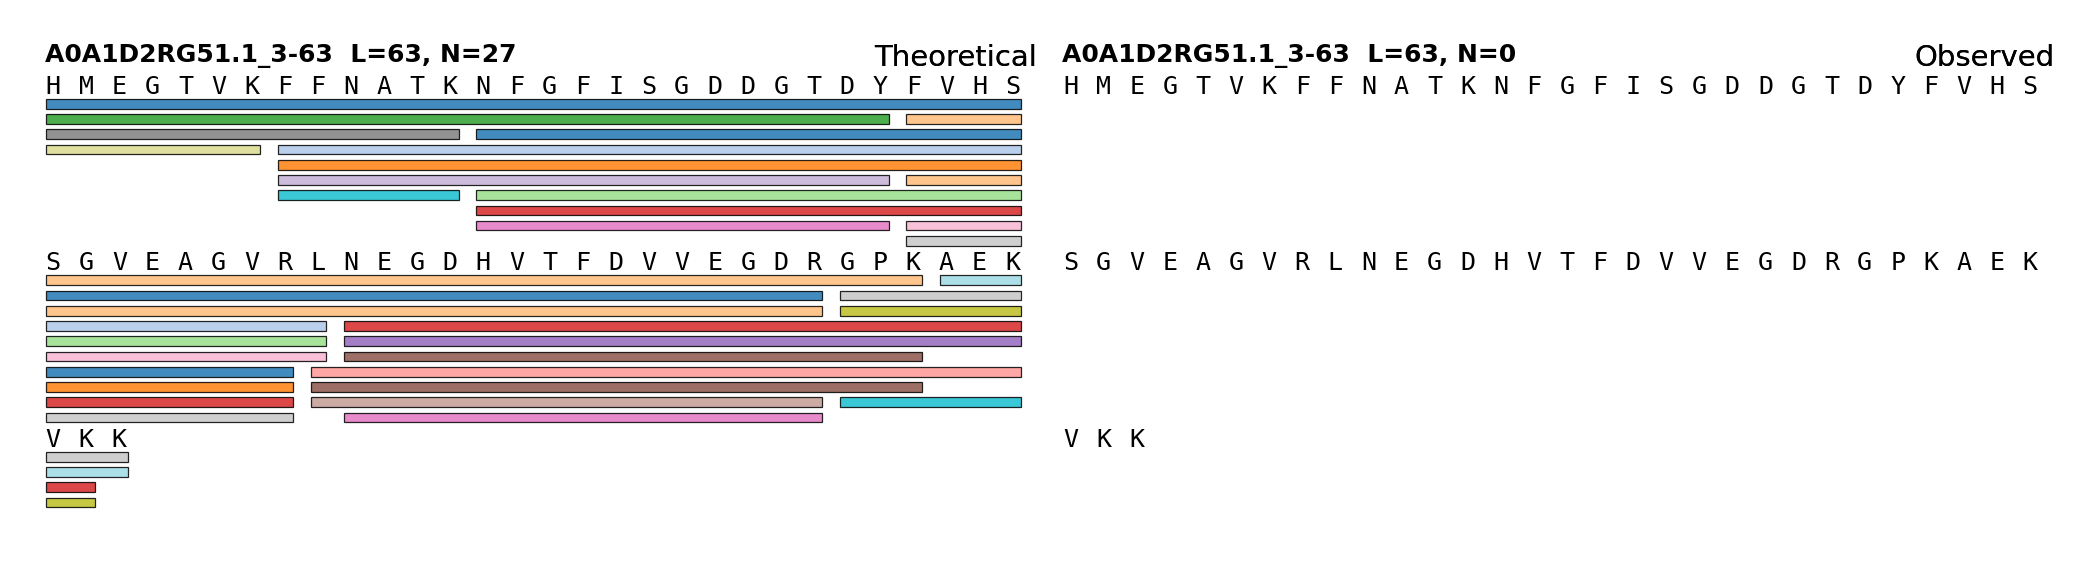 A0A1D2RG51.1_3-63 L=63, N=27 Theoretical
H M E G T V K F F N A T K N F G F I S G D D G T D Y F V H S
S G V E A G V R L N E G D H V T F D V V E G D R G P K A E K
V K K
A0A1D2RG51.1_3-63 L=63, N=0 Observed
H M E G T V K F F N A T K N F G F I S G D D G T D Y F V H S
S G V E A G V R L N E G D H V T F D V V E G D R G P K A E K
V K K